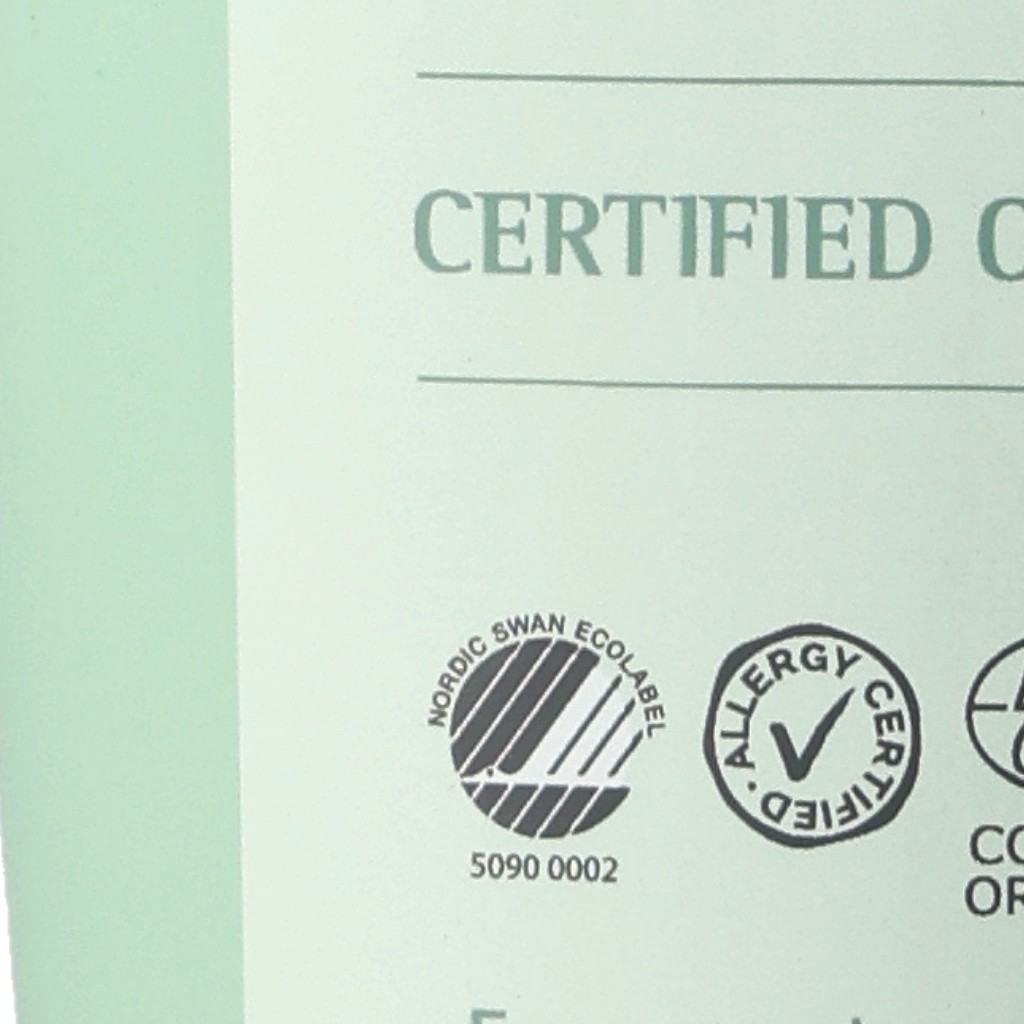 CERTIFIED
NORDIC SWAN ECOLABEL
5090 0002
ALLERGY CERTIFIED